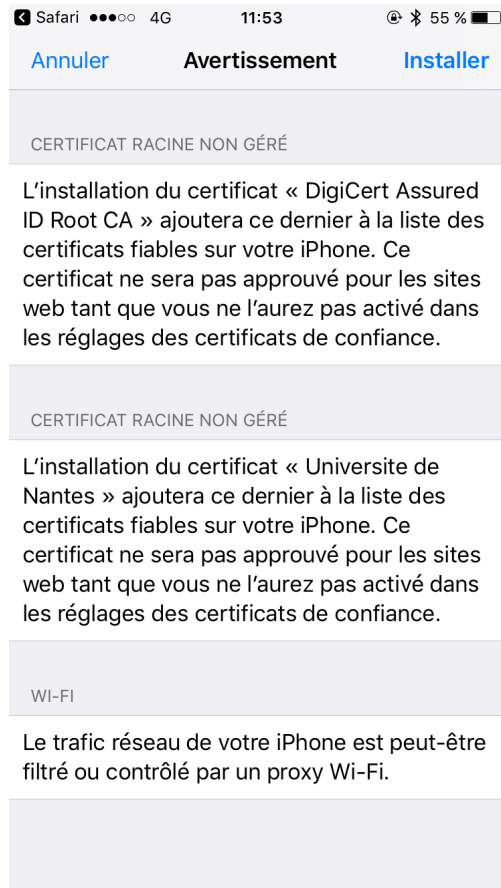 Safari 4G 11:53 55 %
Annuler Avertissement Installer
CERTIFICAT RACINE NON GÉRÉ
L’installation du certificat « DigiCert Assured
ID Root CA » ajoutera ce dernier à la liste des
certificats fiables sur votre iPhone. Ce
certificat ne sera pas approuvé pour les sites
web tant que vous ne l’aurez pas activé dans
les réglages des certificats de confiance.
CERTIFICAT RACINE NON GÉRÉ
L’installation du certificat « Universite de
Nantes » ajoutera ce dernier à la liste des
certificats fiables sur votre iPhone. Ce
certificat ne sera pas approuvé pour les sites
web tant que vous ne l’aurez pas activé dans
les réglages des certificats de confiance.
WI-FI
Le trafic réseau de votre iPhone est peut-être
filtré ou contrôlé par un proxy Wi-Fi.